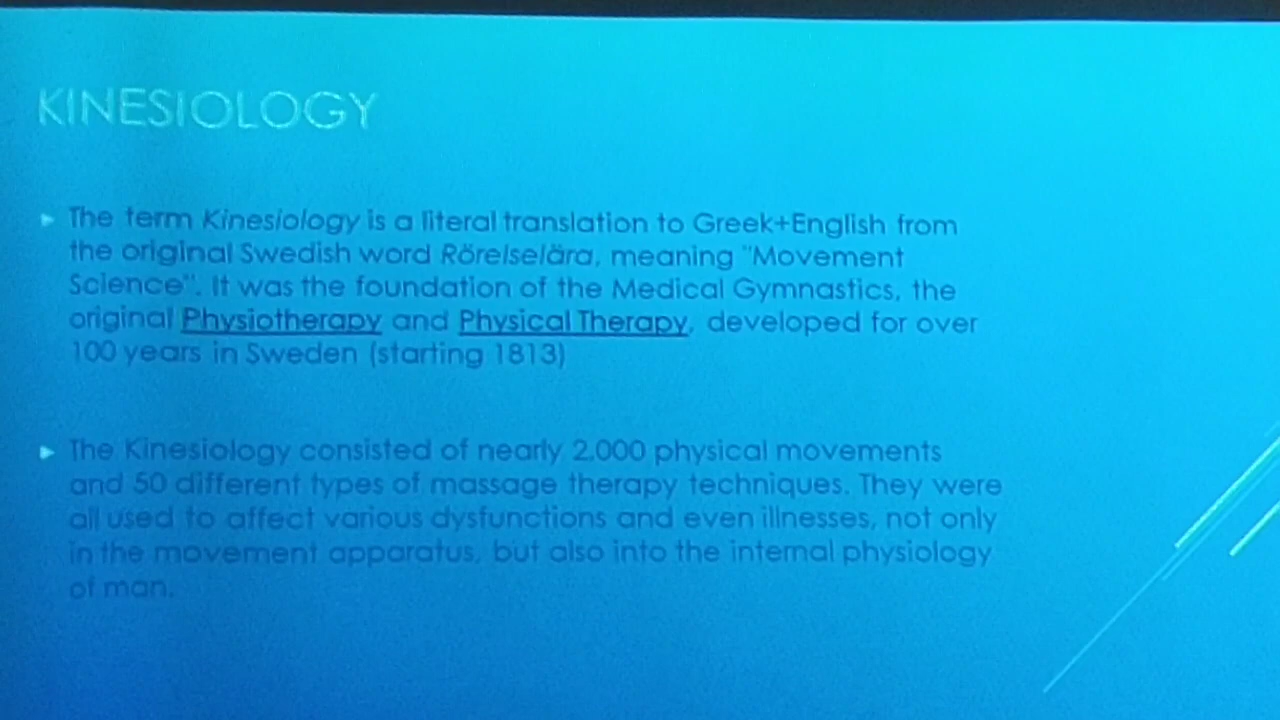 KINESIOLOGY
The term Kinesiology is a literal translation to Greek+English from
the original Swedish word Rörelselära, meaning "Movement
Science". It was the foundation of the Medical Gymnastics, the
original Physiotherapy and Physical Therapy, developed for over
100 years in Sweden (starting 1813)
The Kinesiology consisted of nearly 2,000 physical movements
and 50 different types of massage therapy techniques. They were
all used to affect various dysfunctions and even illnesses, not only
in the movement apparatus, but also into the internal physiology
of man.